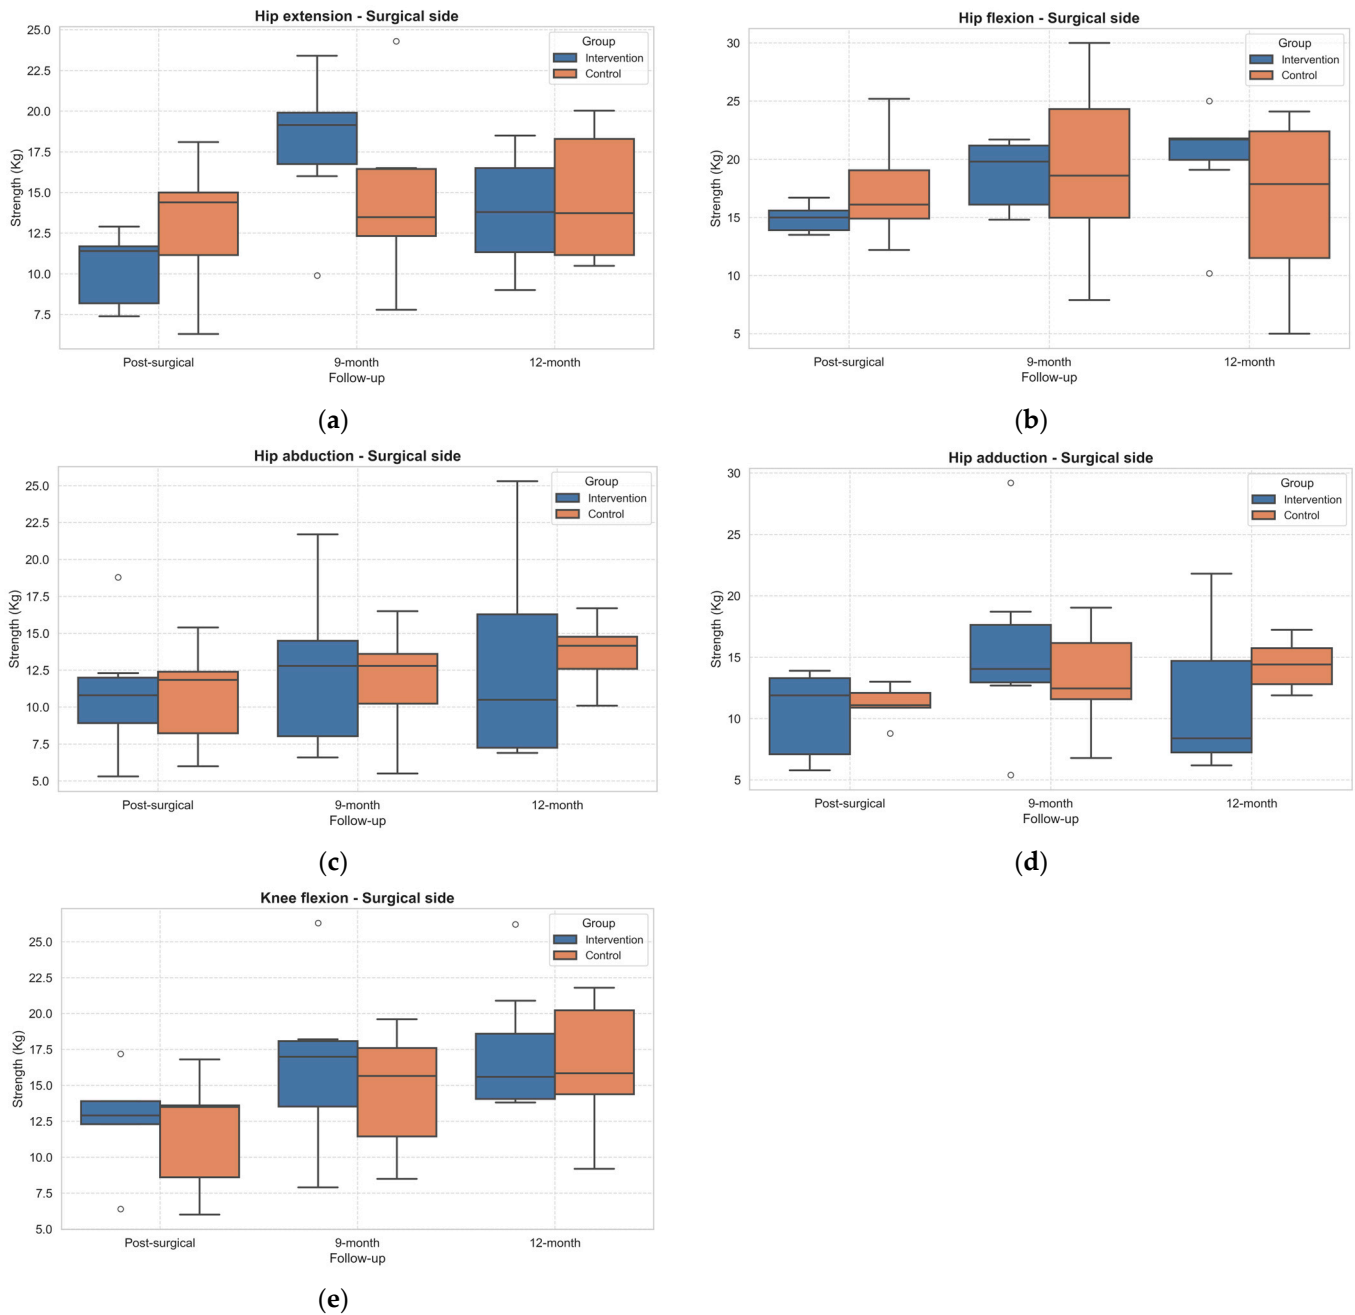 Hip extension - Surgical side
Group
Intervention
Control
25.0
22.5
20.0
17.5
15.0
12.5
10.0
7.5
Strength (Kg)
Post-surgical
9-month
12-month
Follow-up
(a)
Hip flexion - Surgical side
Group
Intervention
Control
30
25
20
15
10
5
Strength (Kg)
Post-surgical
9-month
12-month
Follow-up
(b)
Hip abduction - Surgical side
Group
Intervention
Control
25.0
22.5
20.0
17.5
15.0
12.5
10.0
7.5
5.0
Strength (Kg)
Post-surgical
9-month
12-month
Follow-up
(c)
Hip adduction - Surgical side
Group
Intervention
Control
30
25
20
15
10
5
Strength (Kg)
Post-surgical
9-month
12-month
Follow-up
(d)
Knee flexion - Surgical side
Group
Intervention
Control
25.0
22.5
20.0
17.5
15.0
12.5
10.0
7.5
5.0
Strength (Kg)
Post-surgical
9-month
12-month
Follow-up
(e)